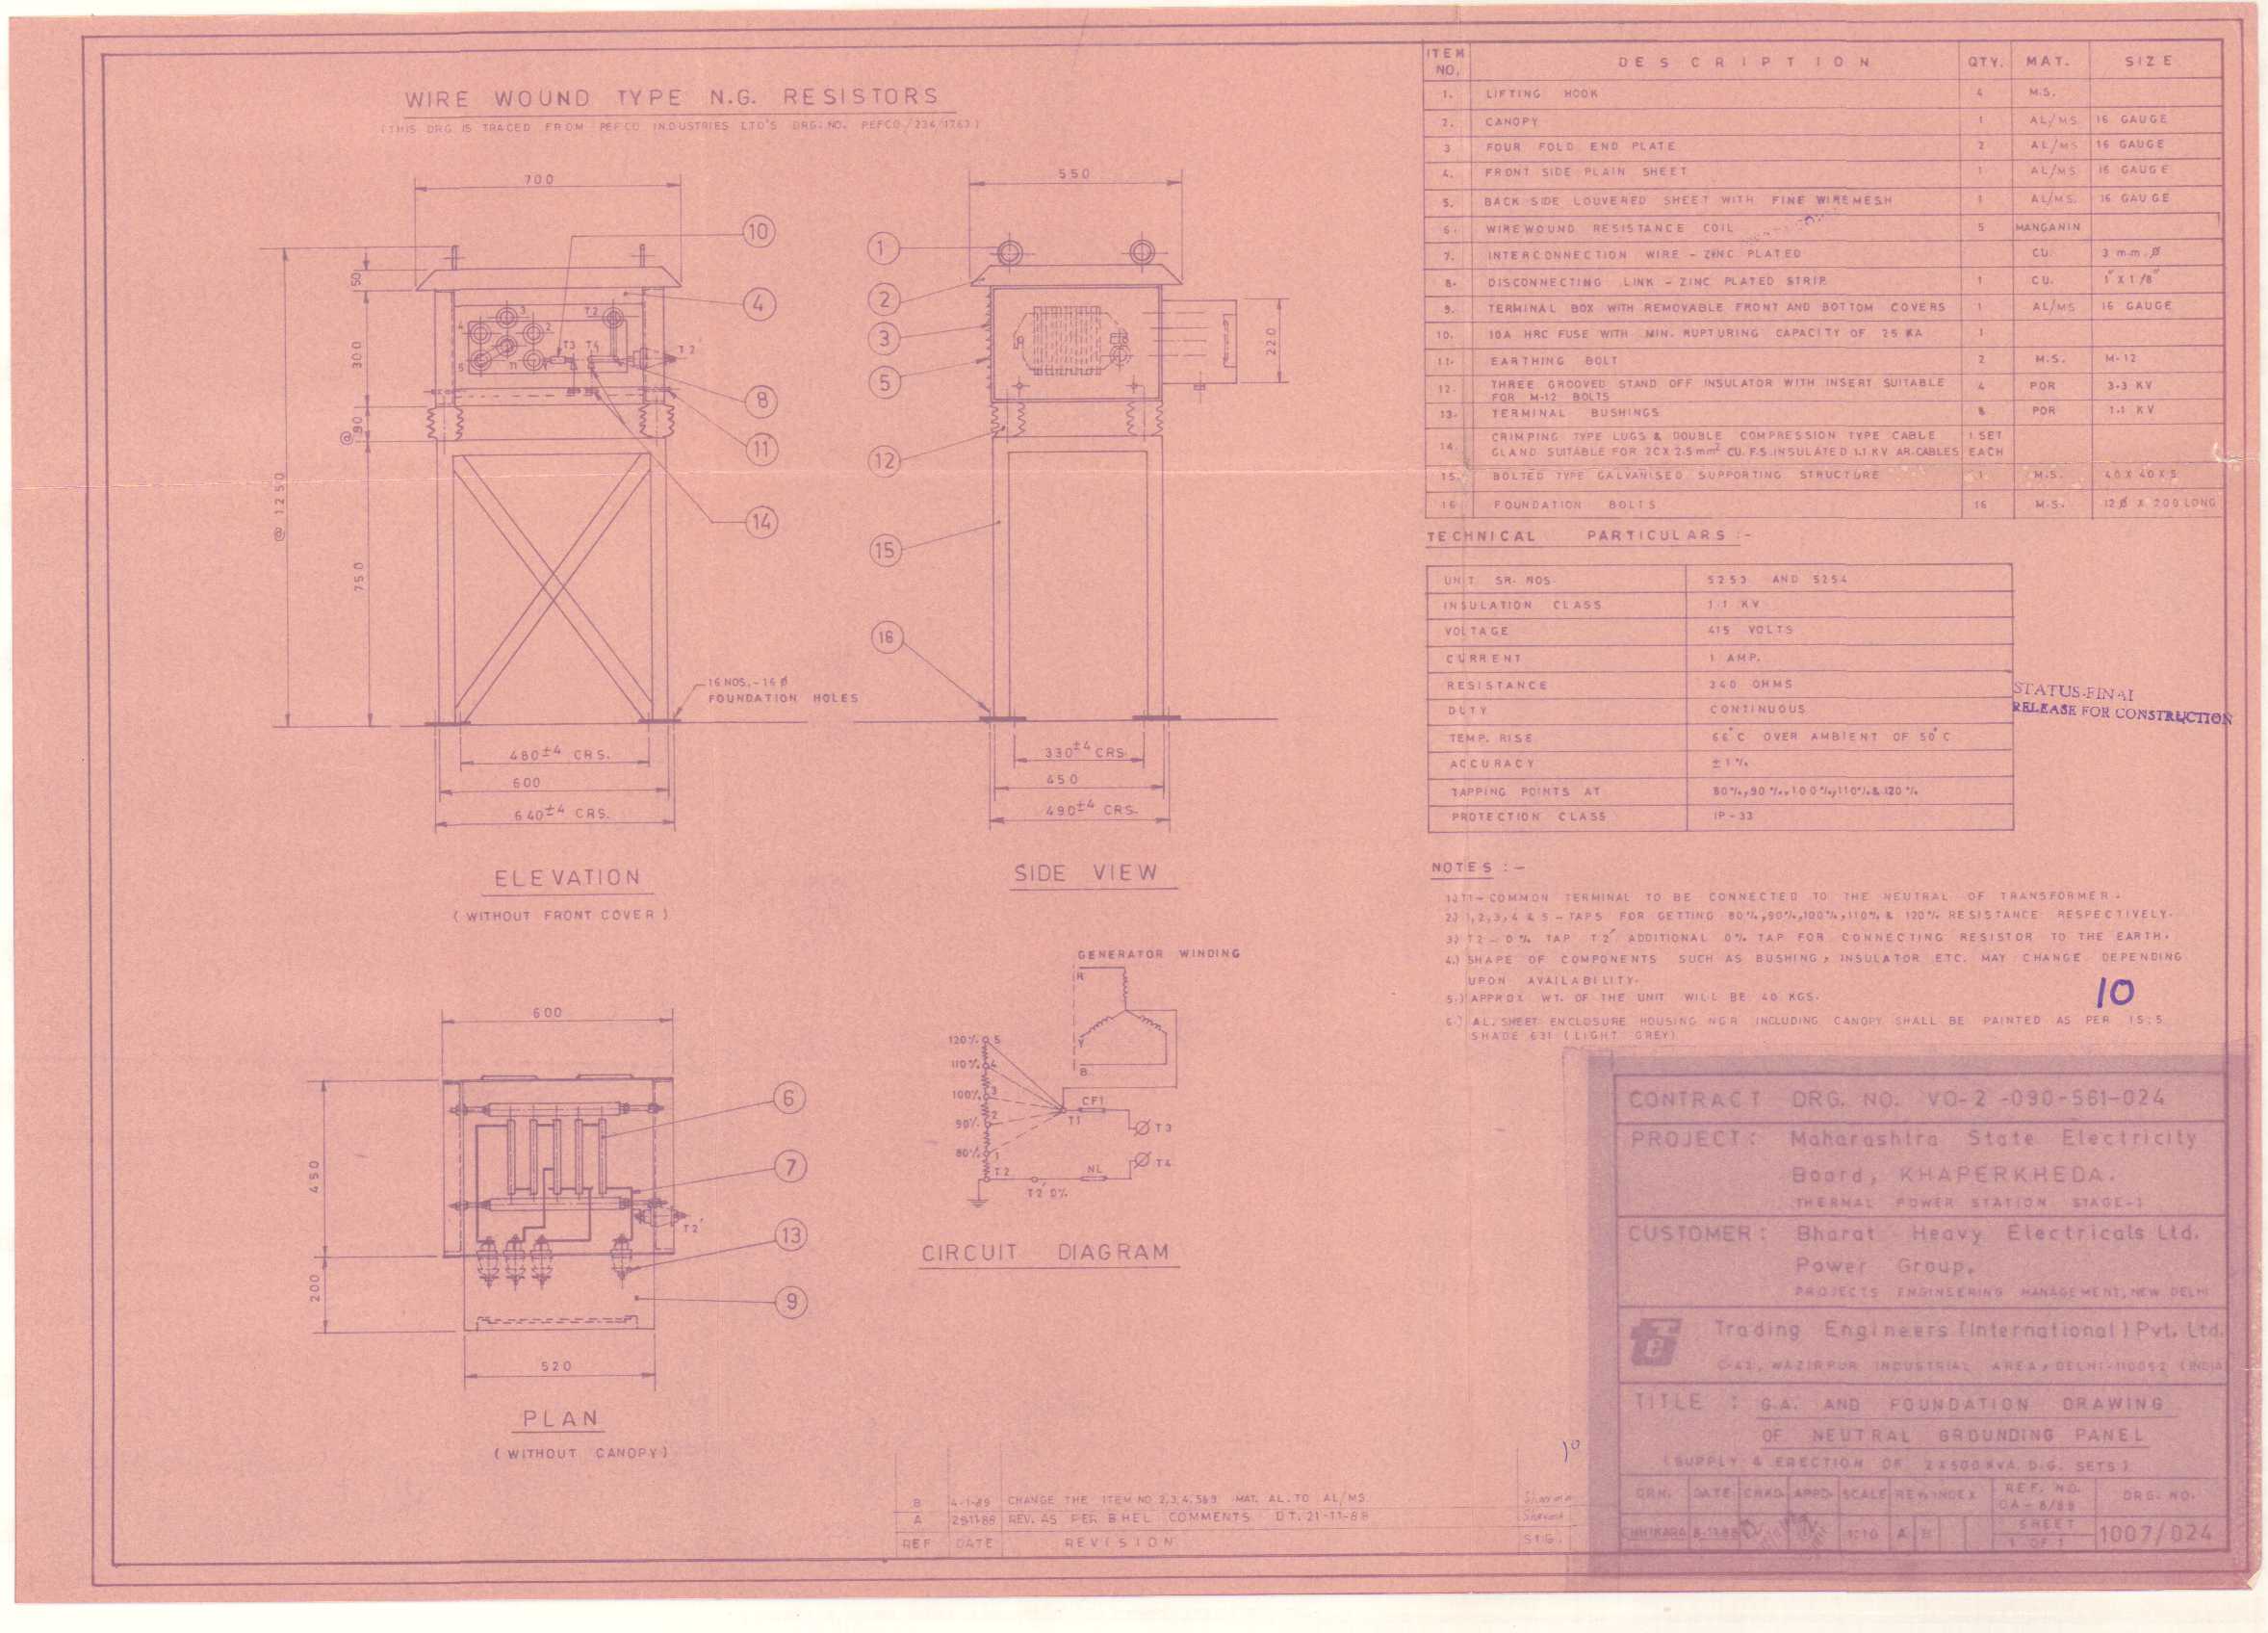 WIRE WOUND TYPE N.G. RESISTORS
(THIS DRG IS TRACED FROM PEFCO INDUSTRIES LTD'S DRG. NO. PEFCO/234/1763)
700
10
50
4
3
T2
4
2
T3
T4
T2'
5
11
1
300
8
@ 90
11
14
@ 1250
750
16 NOS.-16 Ø
FOUNDATION HOLES
480±4 CRS.
600
640±4 CRS.
ELEVATION
(WITHOUT FRONT COVER)
550
1
2
3
5
220
12
15
16
330±4 CRS
450
490±4 CRS.
SIDE VIEW
600
450
200
6
7
T2'
13
9
520
PLAN
(WITHOUT CANOPY)
GENERATOR WINDING
R
Y
B
120% 5
110% 4
100% 3
90% 2
80% 1
T2
T1
CF1
T3
T4
NL
T2' 0%
CIRCUIT DIAGRAM
ITEM NO. DESCRIPTION QTY. MAT. SIZE
1. LIFTING HOOK 4 M.S.
2. CANOPY 1 AL/MS 16 GAUGE
3 FOUR FOLD END PLATE 2 AL/MS 16 GAUGE
4. FRONT SIDE PLAIN SHEET 1 AL/MS 16 GAUGE
5. BACK SIDE LOUVERED SHEET WITH FINE WIREMESH 1 AL/MS. 16 GAUGE
6. WIREWOUND RESISTANCE COIL 5 MANGANIN
7. INTERCONNECTION WIRE - ZINC PLATED CU. 3 mm Ø
8. DISCONNECTING LINK - ZINC PLATED STRIP. 1 CU. 1" X 1/8"
9. TERMINAL BOX WITH REMOVABLE FRONT AND BOTTOM COVERS 1 AL/MS 16 GAUGE
10. 10A HRC FUSE WITH MIN. RUPTURING CAPACITY OF 25 KA 1
11. EARTHING BOLT 2 M.S. M-12
12. THREE GROOVED STAND OFF INSULATOR WITH INSERT SUITABLE 4 POR 3.3 KV
FOR M-12 BOLTS
13. TERMINAL BUSHINGS 8 POR 1.1 KV
14 CRIMPING TYPE LUGS & DOUBLE COMPRESSION TYPE CABLE 1 SET
GLAND SUITABLE FOR 2CX 2.5mm² CU. F.S. INSULATED 1.1 KV AR. CABLES EACH
15. BOLTED TYPE GALVANISED SUPPORTING STRUCTURE 1 M.S. 40 X 40 X 5
16 FOUNDATION BOLTS 16 M.S. 12 Ø X 200 LONG
TECHNICAL PARTICULARS :-
UNIT SR. NOS. 5253 AND 5254
INSULATION CLASS 1.1 KV
VOLTAGE 415 VOLTS
CURRENT 1 AMP.
RESISTANCE 340 OHMS
DUTY CONTINUOUS
TEMP. RISE 66°C OVER AMBIENT OF 50°C
ACCURACY ±1%
TAPPING POINTS AT 80%,90%,100%,110%&120%
PROTECTION CLASS IP-33
STATUS-FINAL
RELEASE FOR CONSTRUCTION
NOTES :-
1) T1-COMMON TERMINAL TO BE CONNECTED TO THE NEUTRAL OF TRANSFORMER.
2) 1,2,3,4 & 5 - TAPS FOR GETTING 80%,90%,100%,110% & 120% RESISTANCE RESPECTIVELY.
3) T2 - 0% TAP T2' ADDITIONAL 0% TAP FOR CONNECTING RESISTOR TO THE EARTH.
4.) SHAPE OF COMPONENTS SUCH AS BUSHING, INSULATOR ETC. MAY CHANGE DEPENDING
UPON AVAILABILITY.
5.) APPROX WT. OF THE UNIT WILL BE 40 KGS.
6.) AL. SHEET ENCLOSURE HOUSING NGR INCLUDING CANOPY SHALL BE PAINTED AS PER IS:5
SHADE 631 (LIGHT GREY)
10
CONTRACT DRG. NO. VO-2-090-561-024
PROJECT: Maharashtra State Electricity
Board, KHAPERKHEDA.
THERMAL POWER STATION STAGE-1
CUSTOMER: Bharat Heavy Electricals Ltd.
Power Group,
PROJECTS ENGINEERING MANAGEMENT, NEW DELHI
Trading Engineers (International) Pvt. Ltd.
WAZIRPUR INDUSTRIAL AREA, DELHI-110052 (INDIA
TITLE : G.A. AND FOUNDATION DRAWING
OF NEUTRAL GROUNDING PANEL
(SUPPLY & ERECTION OF 2X500 KVA. D.G. SETS)
DRN. DATE CHKD. APPD. SCALE REV. INDEX REF. NO. DRG. NO.
OA-8/88
CHHIKARA 8-11-88 1:10 A B SHEET 1007/024
1 OF 1
10
B 4-1-89 CHANGE THE ITEM NO 2,3,4,5&9 MAT. AL. TO AL/MS Sharma
A 25-11-88 REV. AS PER BHEL COMMENTS DT. 21-11-88 Sharma
REF DATE REVISION SIG.